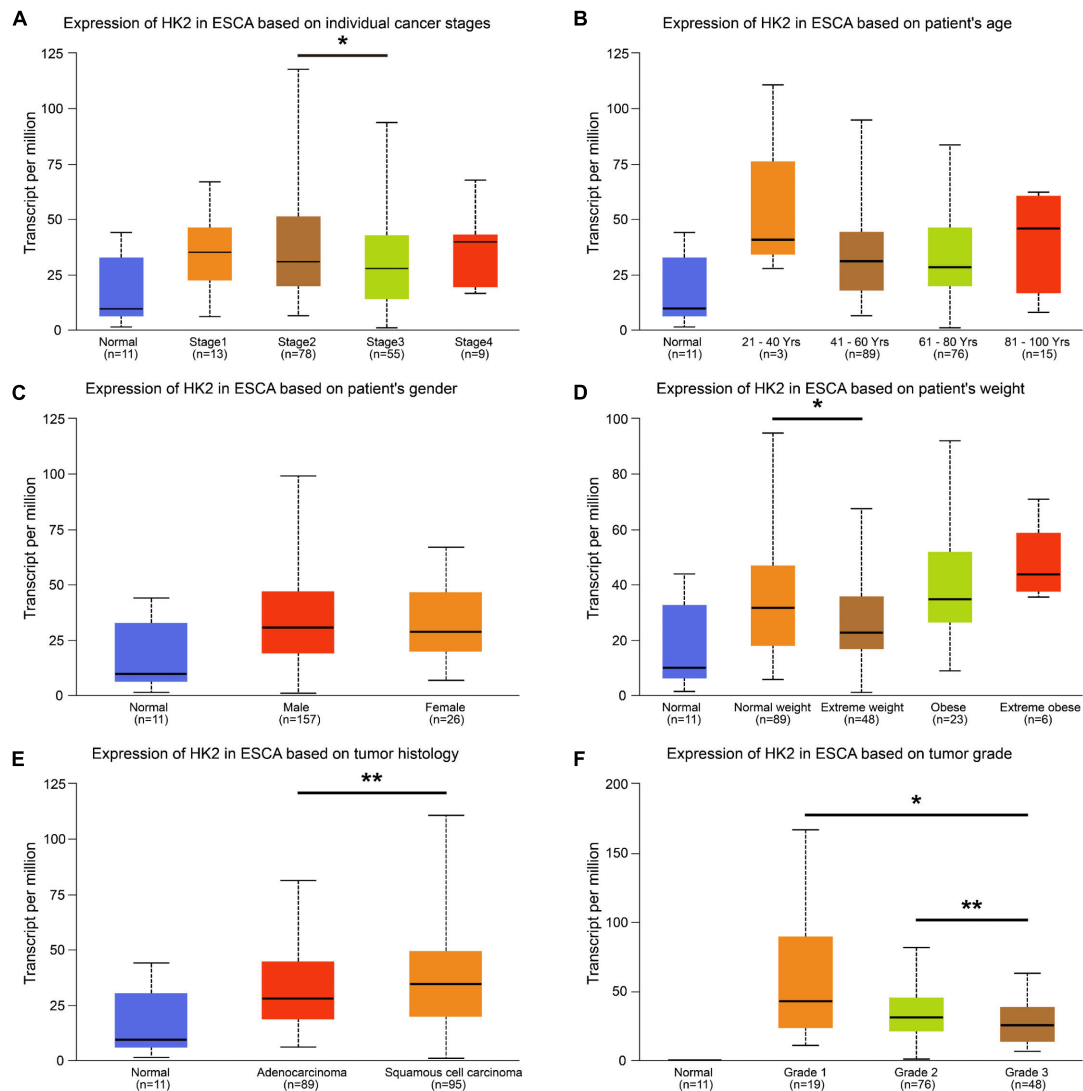 A
Expression of HK2 in ESCA based on individual cancer stages
Transcript per million
125
100
75
50
25
0
*
Normal
(n=11)
Stage1
(n=13)
Stage2
(n=78)
Stage3
(n=55)
Stage4
(n=9)
B
Expression of HK2 in ESCA based on patient's age
Transcript per million
125
100
75
50
25
0
Normal
(n=11)
21 - 40 Yrs
(n=3)
41 - 60 Yrs
(n=89)
61 - 80 Yrs
(n=76)
81 - 100 Yrs
(n=15)
C
Expression of HK2 in ESCA based on patient's gender
Transcript per million
125
100
75
50
25
0
Normal
(n=11)
Male
(n=157)
Female
(n=26)
D
Expression of HK2 in ESCA based on patient's weight
Transcript per million
100
80
60
40
20
0
*
Normal
(n=11)
Normal weight
(n=89)
Extreme weight
(n=48)
Obese
(n=23)
Extreme obese
(n=6)
E
Expression of HK2 in ESCA based on tumor histology
Transcript per million
125
100
75
50
25
0
**
Normal
(n=11)
Adenocarcinoma
(n=89)
Squamous cell carcinoma
(n=95)
F
Expression of HK2 in ESCA based on tumor grade
Transcript per million
200
150
100
50
0
*
**
Normal
(n=11)
Grade 1
(n=19)
Grade 2
(n=76)
Grade 3
(n=48)